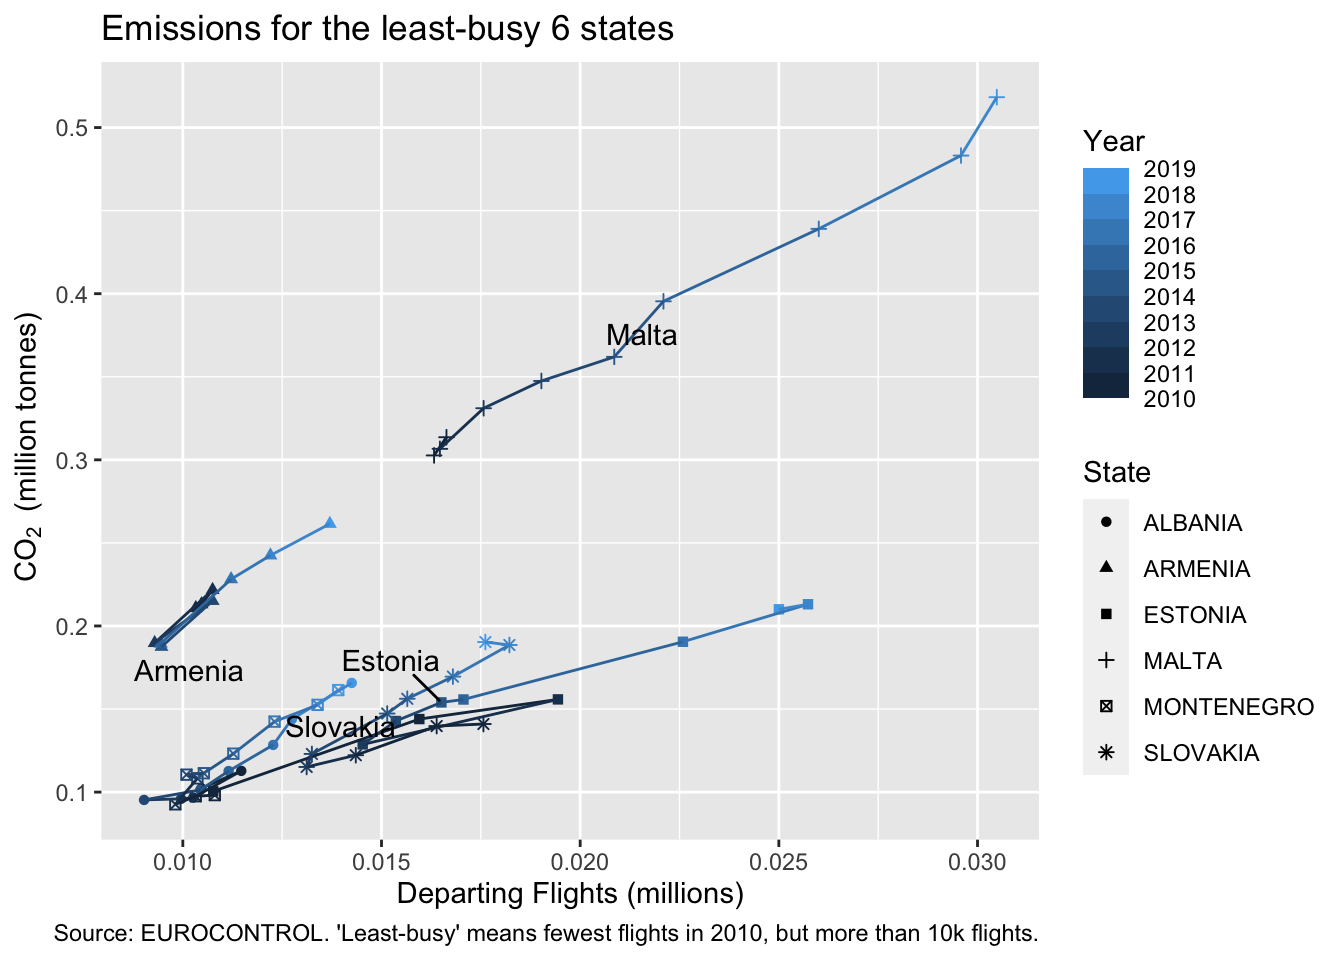 Emissions for the least-busy 6 states
CO2 (million tonnes)
0.5
0.4
0.3
0.2
0.1
Malta
Armenia
Estonia
Slovakia
0.010 0.015 0.020 0.025 0.030
Departing Flights (millions)
Year
2019
2018
2017
2016
2015
2014
2013
2012
2011
2010
State
ALBANIA
ARMENIA
ESTONIA
MALTA
MONTENEGRO
SLOVAKIA
Source: EUROCONTROL. 'Least-busy' means fewest flights in 2010, but more than 10k flights.